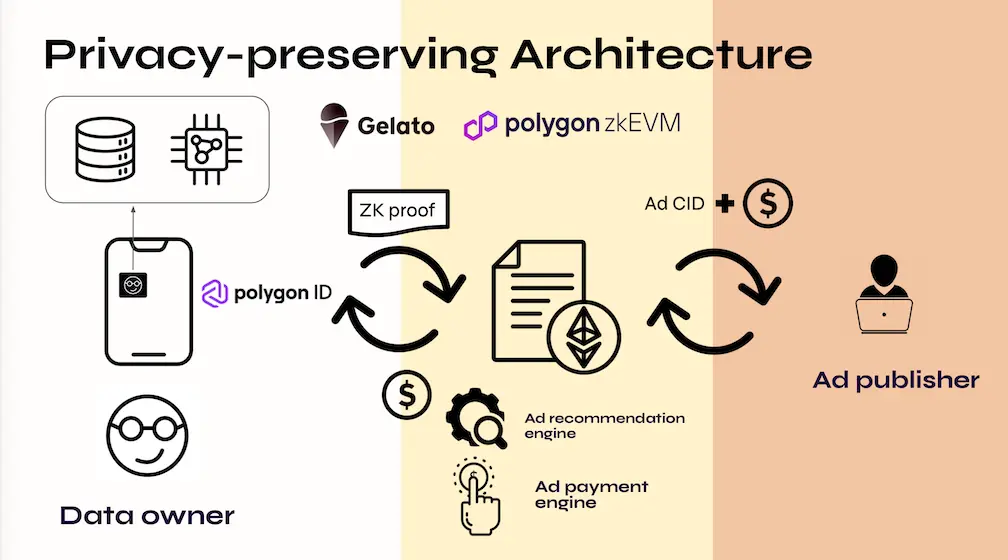 Privacy-preserving Architecture
Gelato
polygon zkEVM
ZK proof
Ad CID
$
polygon ID
Ad publisher
$
Ad recommendation
engine
Ad payment
engine
Data owner